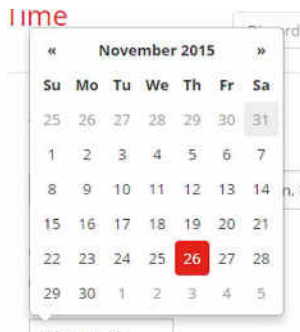 Time
« November 2015 »
Su Mo Tu We Th Fr Sa
25 26 27 28 29 30 31
1 2 3 4 5 6 7
8 9 10 11 12 13 14
15 16 17 18 19 20 21
22 23 24 25 26 27 28
29 30 1 2 3 4 5